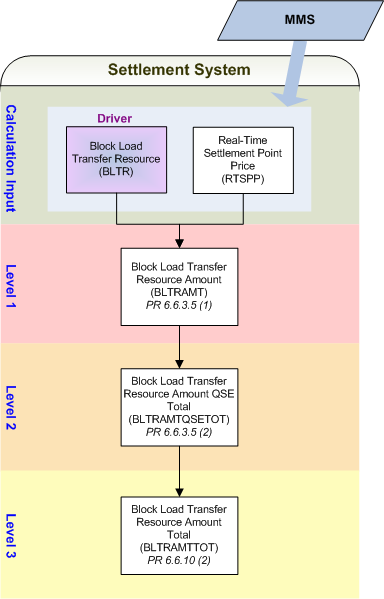 MMS
Settlement System
Calculation Input
Driver
Block Load
Transfer Resource
(BLTR)
Real-Time
Settlement Point
Price
(RTSPP)
Level 1
Block Load Transfer
Resource Amount
(BLTRAMT)
PR 6.6.3.5 (1)
Level 2
Block Load Transfer
Resource Amount QSE
Total
(BLTRAMTQSETOT)
PR 6.6.3.5 (2)
Level 3
Block Load Transfer
Resource Amount
Total
(BLTRAMTTOT)
PR 6.6.10 (2)